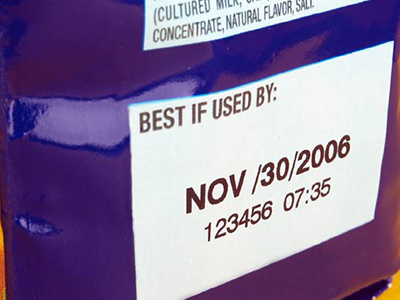 (CULTURED MILK,
CONCENTRATE, NATURAL FLAVOR, SALT.
BEST IF USED BY:
NOV /30/2006
123456 07:35